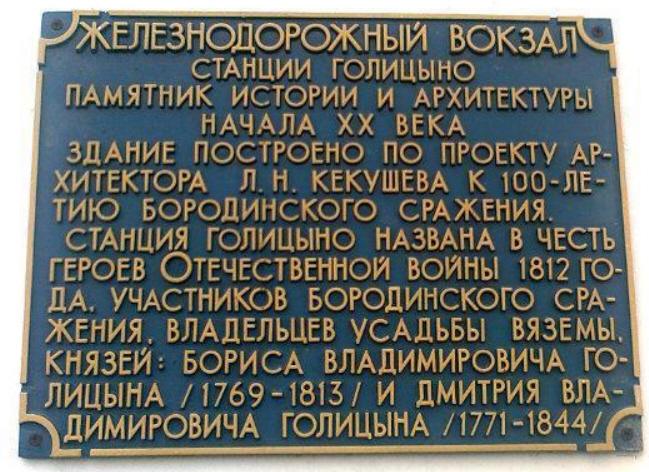 ЖЕЛЕЗНОДОРОЖНЫЙ ВОКЗАЛ
СТАНЦИИ ГОЛИЦЫНО
ПАМЯТНИК ИСТОРИИ И АРХИТЕКТУРЫ
НАЧАЛА XX ВЕКА
ЗДАНИЕ ПОСТРОЕНО ПО ПРОЕКТУ АР-
ХИТЕКТОРА Л.Н. КЕКУШЕВА К 100-ЛЕ-
ТИЮ БОРОДИНСКОГО СРАЖЕНИЯ.
СТАНЦИЯ ГОЛИЦЫНО НАЗВАНА В ЧЕСТЬ
ГЕРОЕВ ОТЕЧЕСТВЕННОЙ ВОЙНЫ 1812 ГО-
ДА, УЧАСТНИКОВ БОРОДИНСКОГО СРА-
ЖЕНИЯ, ВЛАДЕЛЬЦЕВ УСАДЬБЫ ВЯЗЕМЫ,
КНЯЗЕЙ: БОРИСА ВЛАДИМИРОВИЧА ГО-
ЛИЦЫНА /1769-1813/ И ДМИТРИЯ ВЛА-
ДИМИРОВИЧА ГОЛИЦЫНА /1771-1844/